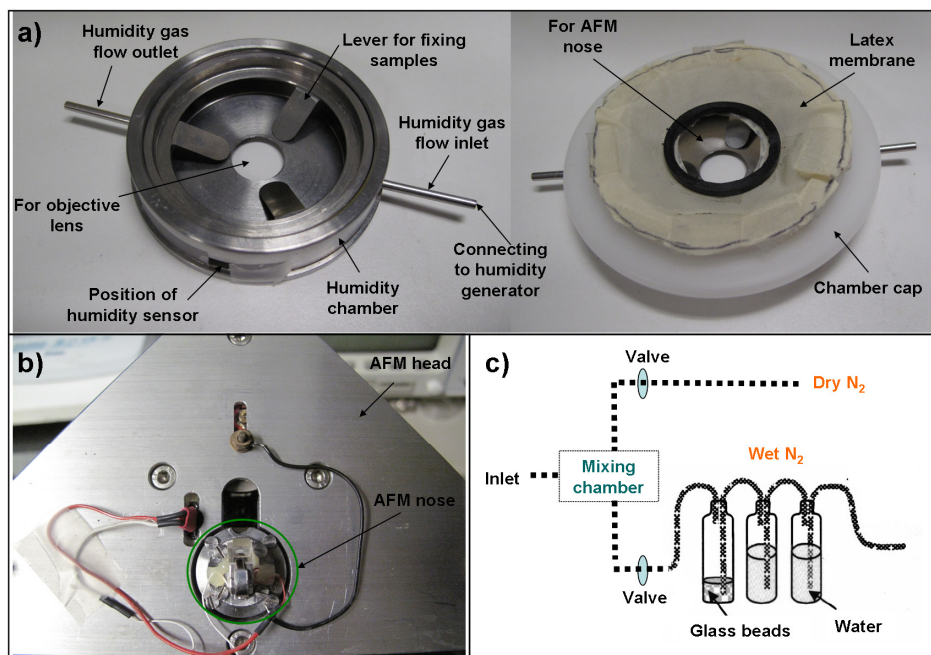 a)
Humidity gas
flow outlet
Lever for fixing
samples
Humidity gas
flow inlet
For objective
lens
Position of
humidity sensor
Humidity
chamber
Connecting
to humidity
generator
For AFM
nose
Latex
membrane
Chamber cap
b)
AFM head
AFM nose
c)
Valve
Dry N₂
Wet N₂
Inlet
Mixing
chamber
Valve
Glass beads
Water